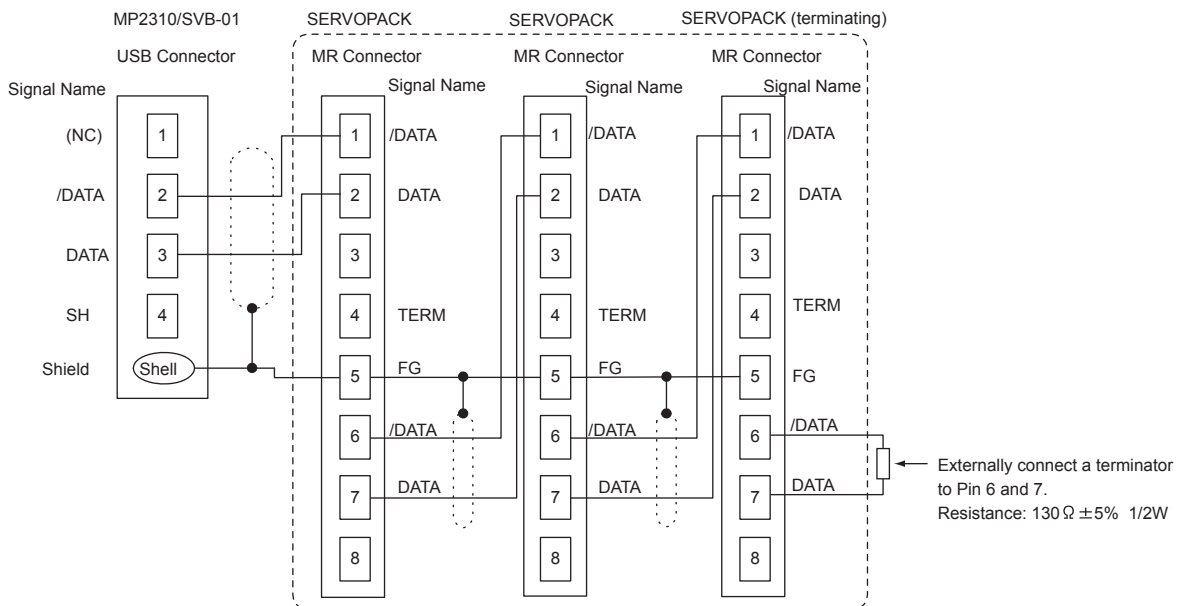 MP2310/SVB-01 SERVOPACK SERVOPACK SERVOPACK (terminating)
USB Connector MR Connector MR Connector MR Connector
Signal Name Signal Name Signal Name Signal Name
(NC) 1 1 /DATA 1 /DATA 1 /DATA
/DATA 2 2 DATA 2 DATA 2 DATA
DATA 3 3 3 3
SH 4 4 TERM 4 TERM 4 TERM
Shield Shell 5 FG 5 FG 5 FG
6 /DATA 6 /DATA 6 /DATA
7 DATA 7 DATA 7 DATA
8 8 8
Externally connect a terminator
to Pin 6 and 7.
Resistance: 130Ω ±5% 1/2W